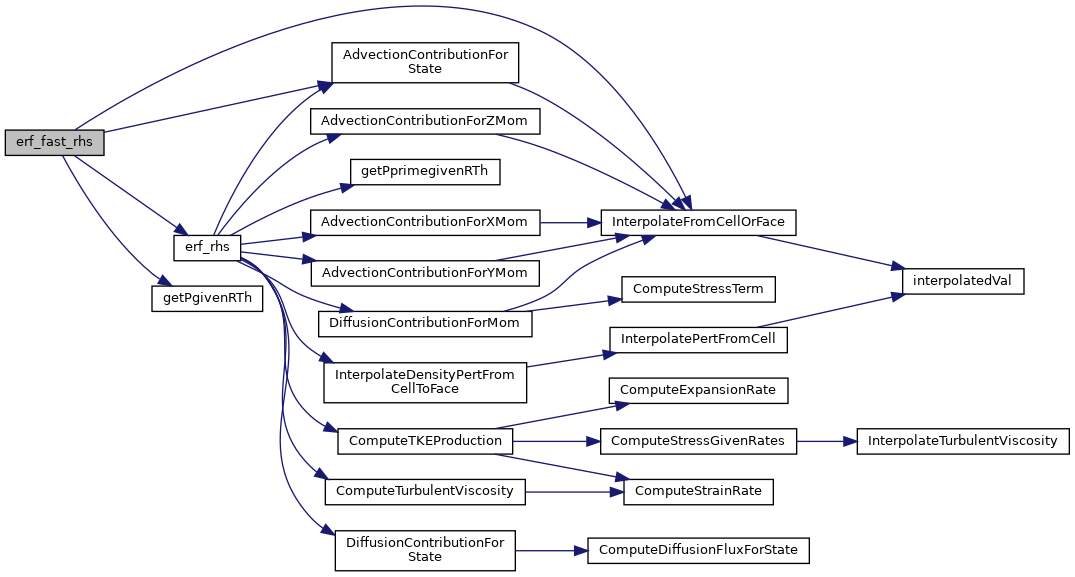 erf_fast_rhs
erf_rhs
getPgivenRTh
AdvectionContributionFor
State
AdvectionContributionForZMom
getPprimegivenRTh
AdvectionContributionForXMom
AdvectionContributionForYMom
DiffusionContributionForMom
InterpolateDensityPertFrom
CellToFace
ComputeTKEProduction
ComputeTurbulentViscosity
DiffusionContributionFor
State
InterpolateFromCellOrFace
ComputeStressTerm
InterpolatePertFromCell
ComputeExpansionRate
ComputeStressGivenRates
ComputeStrainRate
ComputeDiffusionFluxForState
interpolatedVal
InterpolateTurbulentViscosity